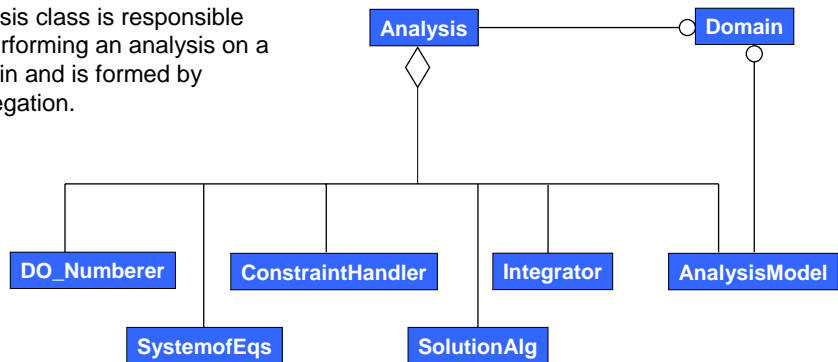 sis class is responsible
erforming an analysis on a
in and is formed by
egation.
Analysis
Domain
DO_Numberer
ConstraintHandler
Integrator
AnalysisModel
SystemofEqs
SolutionAlg